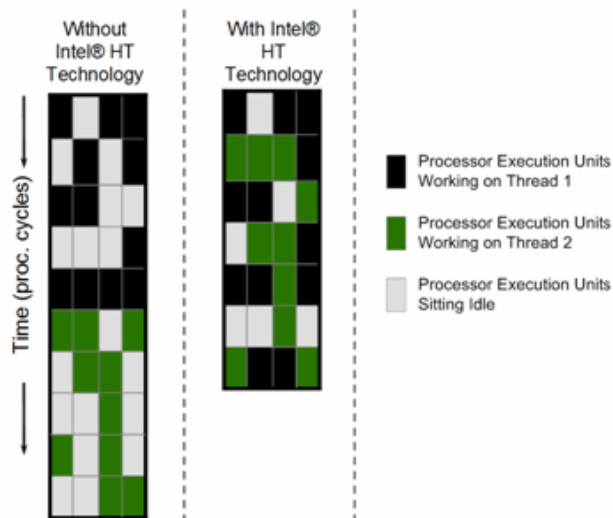 Without
Intel® HT
Technology
With Intel®
HT
Technology
Time (proc. cycles)
Processor Execution Units
Working on Thread 1
Processor Execution Units
Working on Thread 2
Processor Execution Units
Sitting Idle